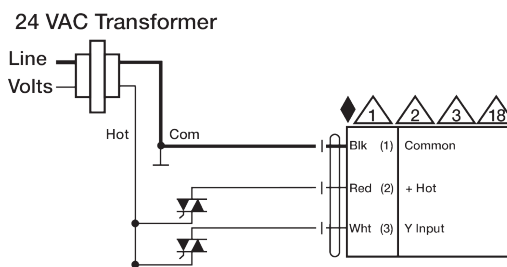 24 VAC Transformer
Line
Volts
Hot
Com
1 2 3 18
Blk (1) Common
Red (2) + Hot
Wht (3) Y Input